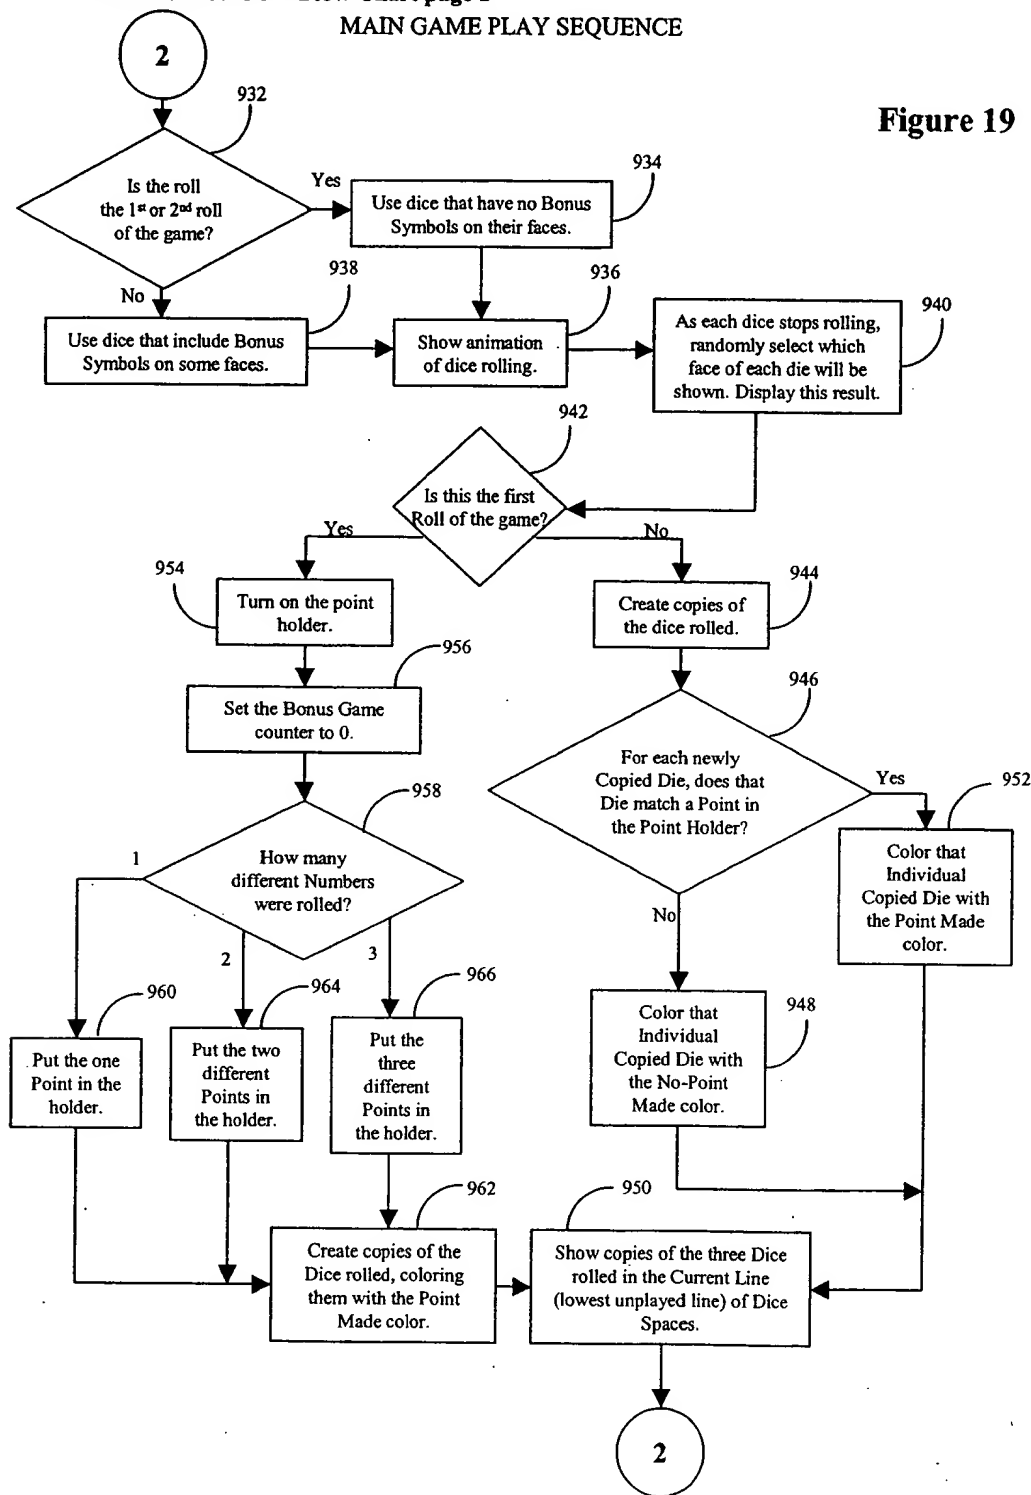 MAIN GAME PLAY SEQUENCE
2
Figure 19
932
Is the roll
the 1st or 2nd roll
of the game?
Yes
934
Use dice that have no Bonus
Symbols on their faces.
No
938
Use dice that include Bonus
Symbols on some faces.
936
Show animation
of dice rolling.
940
As each dice stops rolling,
randomly select which
face of each die will be
shown. Display this result.
942
Is this the first
Roll of the game?
Yes
No
954
Turn on the point
holder.
944
Create copies of
the dice rolled.
956
Set the Bonus Game
counter to 0.
946
For each newly
Copied Die, does that
Die match a Point in
the Point Holder?
Yes
952
Color that
Individual
Copied Die with
the Point Made
color.
958
How many
different Numbers
were rolled?
1
2
3
No
948
Color that
Individual
Copied Die with
the No-Point
Made color.
960
Put the one
Point in the
holder.
964
Put the two
different
Points in
the holder.
966
Put the
three
different
Points in
the holder.
962
Create copies of the
Dice rolled, coloring
them with the Point
Made color.
950
Show copies of the three Dice
rolled in the Current Line
(lowest unplayed line) of Dice
Spaces.
2